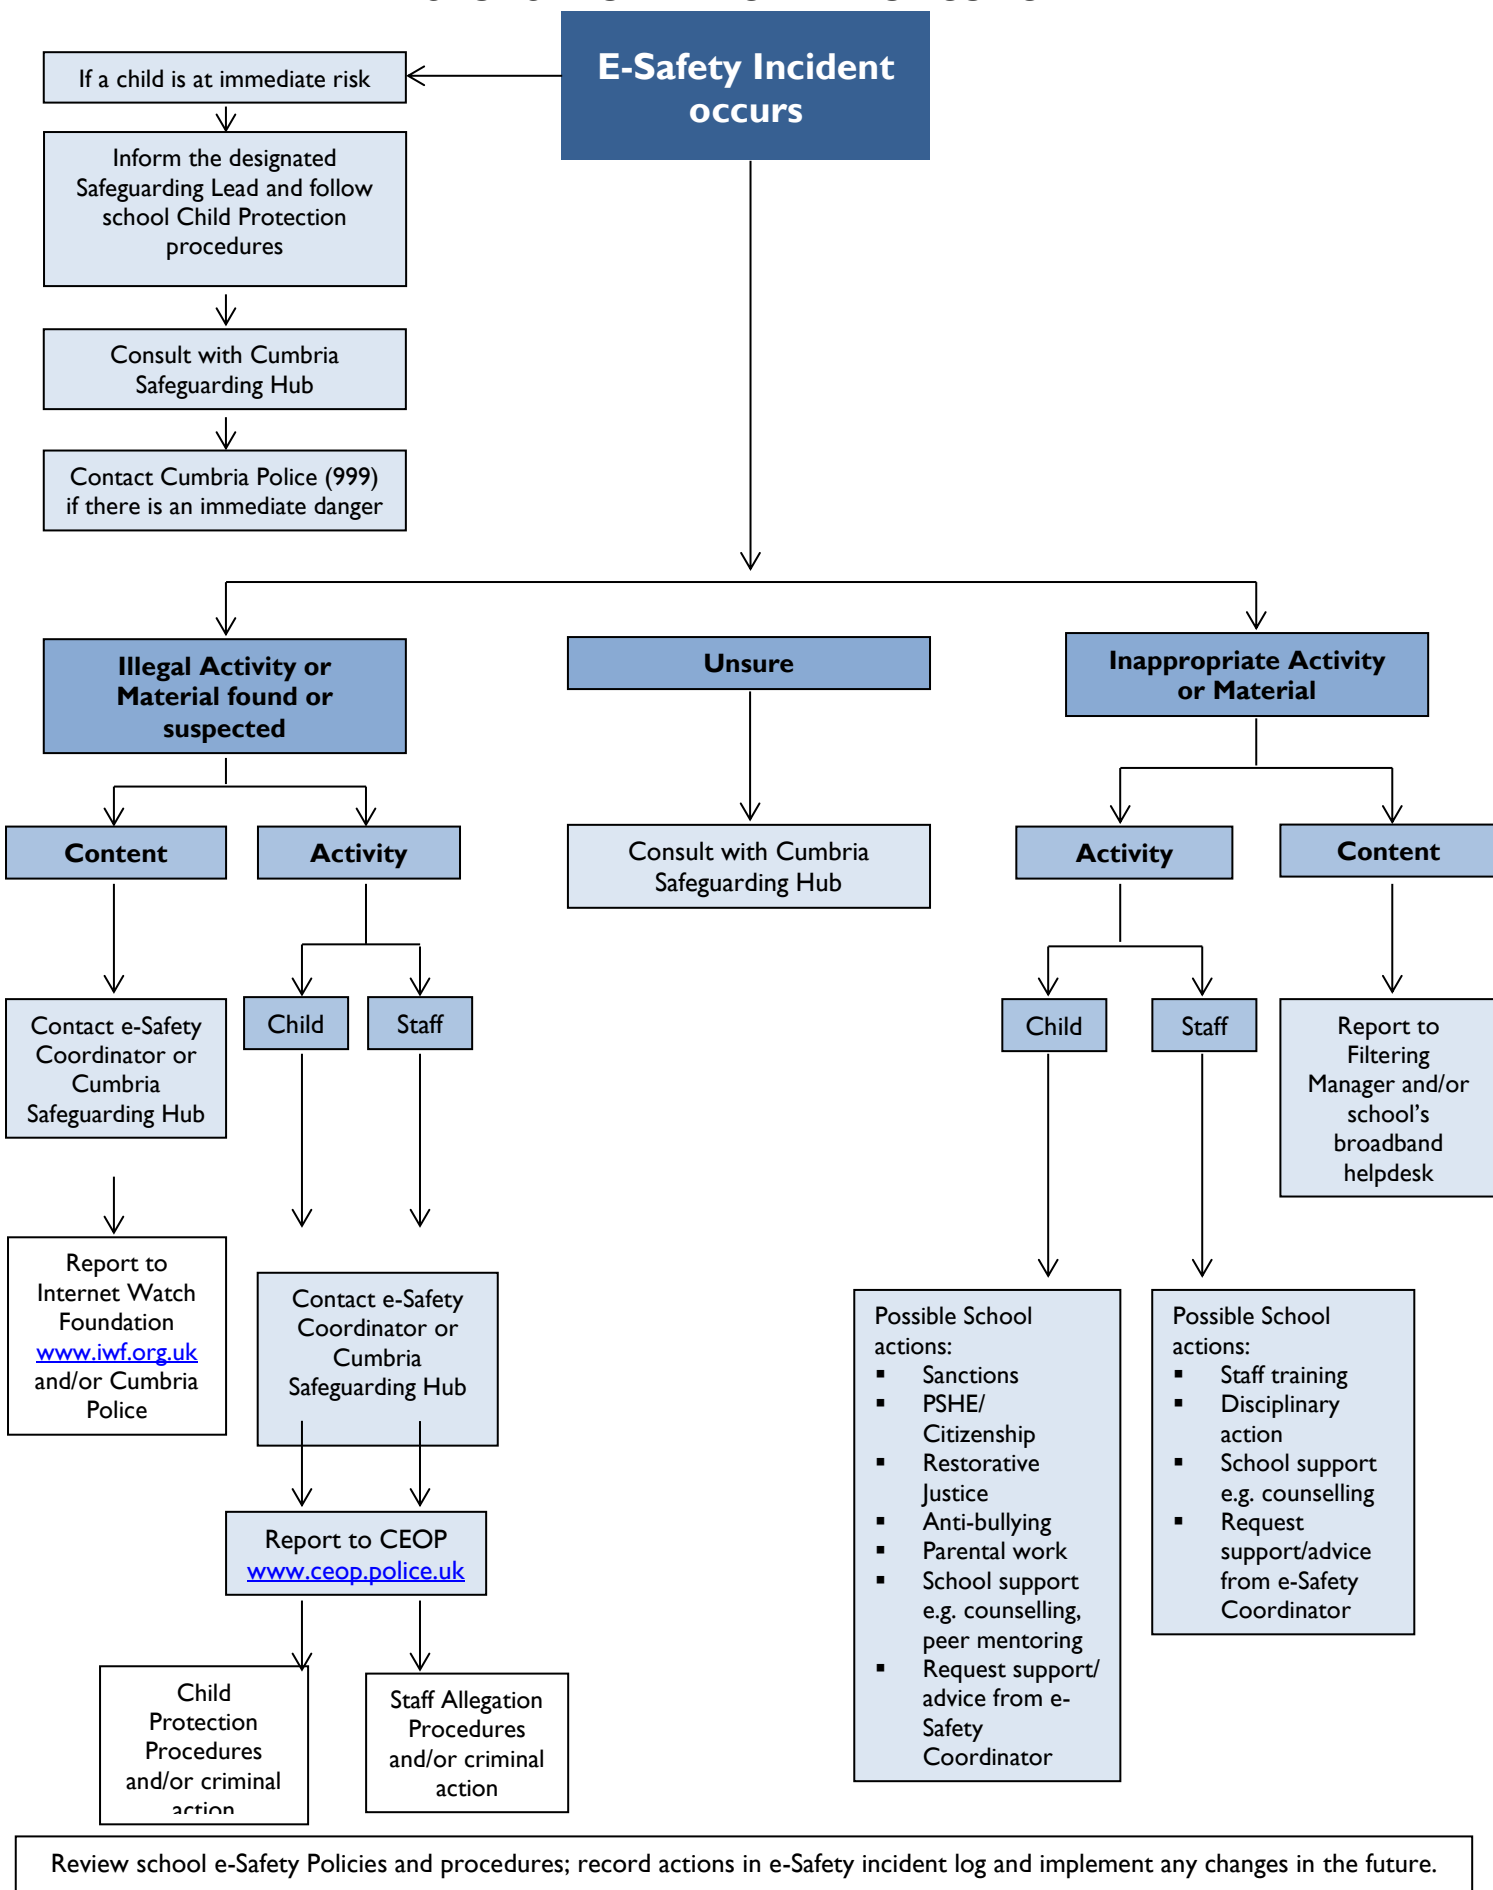 E-Safety Incident
occurs
If a child is at immediate risk
Inform the designated
Safeguarding Lead and follow
school Child Protection
procedures
Consult with Cumbria
Safeguarding Hub
Contact Cumbria Police (999)
if there is an immediate danger
Illegal Activity or
Material found or
suspected
Unsure
Inappropriate Activity
or Material
Content
Activity
Consult with Cumbria
Safeguarding Hub
Activity
Content
Contact e-Safety
Coordinator or
Cumbria
Safeguarding Hub
Child
Staff
Child
Staff
Report to
Filtering
Manager and/or
school’s
broadband
helpdesk
Report to
Internet Watch
Foundation
www.iwf.org.uk
and/or Cumbria
Police
Contact e-Safety
Coordinator or
Cumbria
Safeguarding Hub
Report to CEOP
www.ceop.police.uk
Child
Protection
Procedures
and/or criminal
action
Staff Allegation
Procedures
and/or criminal
action
Possible School
actions:
▪ Sanctions
▪ PSHE/
Citizenship
▪ Restorative
Justice
▪ Anti-bullying
▪ Parental work
▪ School support
e.g. counselling,
peer mentoring
▪ Request support/
advice from e-
Safety
Coordinator
Possible School
actions:
▪ Staff training
▪ Disciplinary
action
▪ School support
e.g. counselling
▪ Request
support/advice
from e-Safety
Coordinator
Review school e-Safety Policies and procedures; record actions in e-Safety incident log and implement any changes in the future.